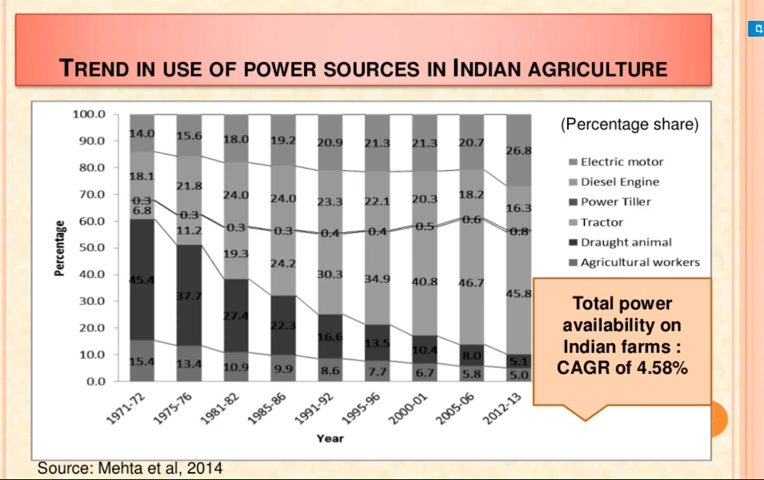 TREND IN USE OF POWER SOURCES IN INDIAN AGRICULTURE
(Percentage share)
100.0
90.0
80.0
70.0
60.0
50.0
40.0
30.0
20.0
10.0
0.0
Percentage
14.0 15.6 18.0 19.2 20.9 21.3 21.3 20.7 26.8
18.1 21.8 24.0 24.0 23.3 22.1 20.3 18.2 16.3
0.3 0.3 0.3 0.3 0.4 0.4 0.5 0.6 0.8
6.8 11.2 19.3 24.2 30.3 34.9 40.8 46.7 45.8
45.4 37.7 27.4 22.3 16.6 13.5 10.4 8.0 5.1
15.4 13.4 10.9 9.9 8.6 7.7 6.7 5.8 5.0
1971-72 1975-76 1981-82 1985-86 1991-92 1995-96 2000-01 2005-06 2012-13
Year
Electric motor
Diesel Engine
Power Tiller
Tractor
Draught animal
Agricultural workers
Total power
availability on
Indian farms :
CAGR of 4.58%
Source: Mehta et al, 2014